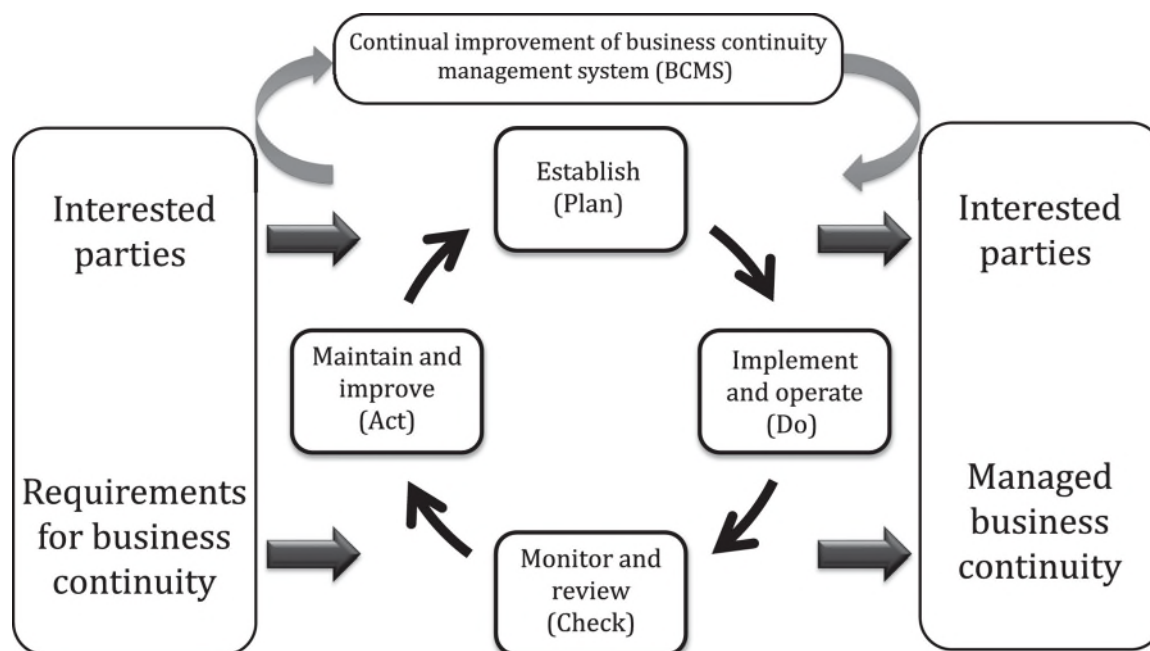 Continual improvement of business continuity
management system (BCMS)
Interested
parties
Requirements
for business
continuity
Establish
(Plan)
Implement
and operate
(Do)
Monitor and
review
(Check)
Maintain and
improve
(Act)
Interested
parties
Managed
business
continuity